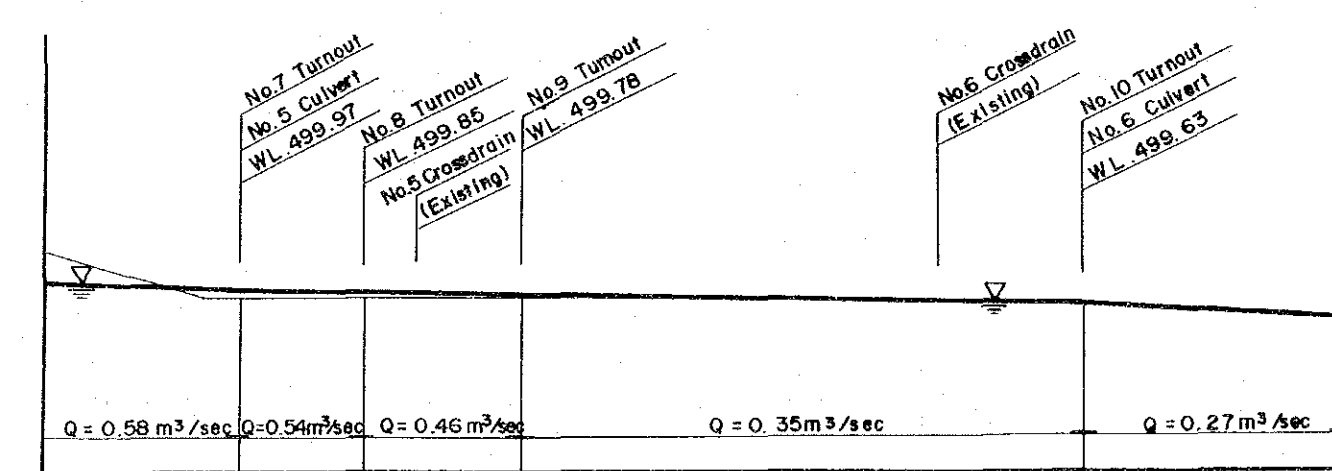 No.7 Turnout
No.5 Culvert
WL.499.97
No.8 Turnout
WL.499.85
No.5 Crossdrain
(Existing)
No.9 Turnout
WL.499.78
No.6 Crossdrain
(Existing)
No.10 Turnout
No.6 Culvert
WL.499.63
Q = 0.58 m³/sec
Q=0.54m³/sec
Q = 0.46 m³/sec
Q = 0.35m³/sec
Q = 0.27m³/sec